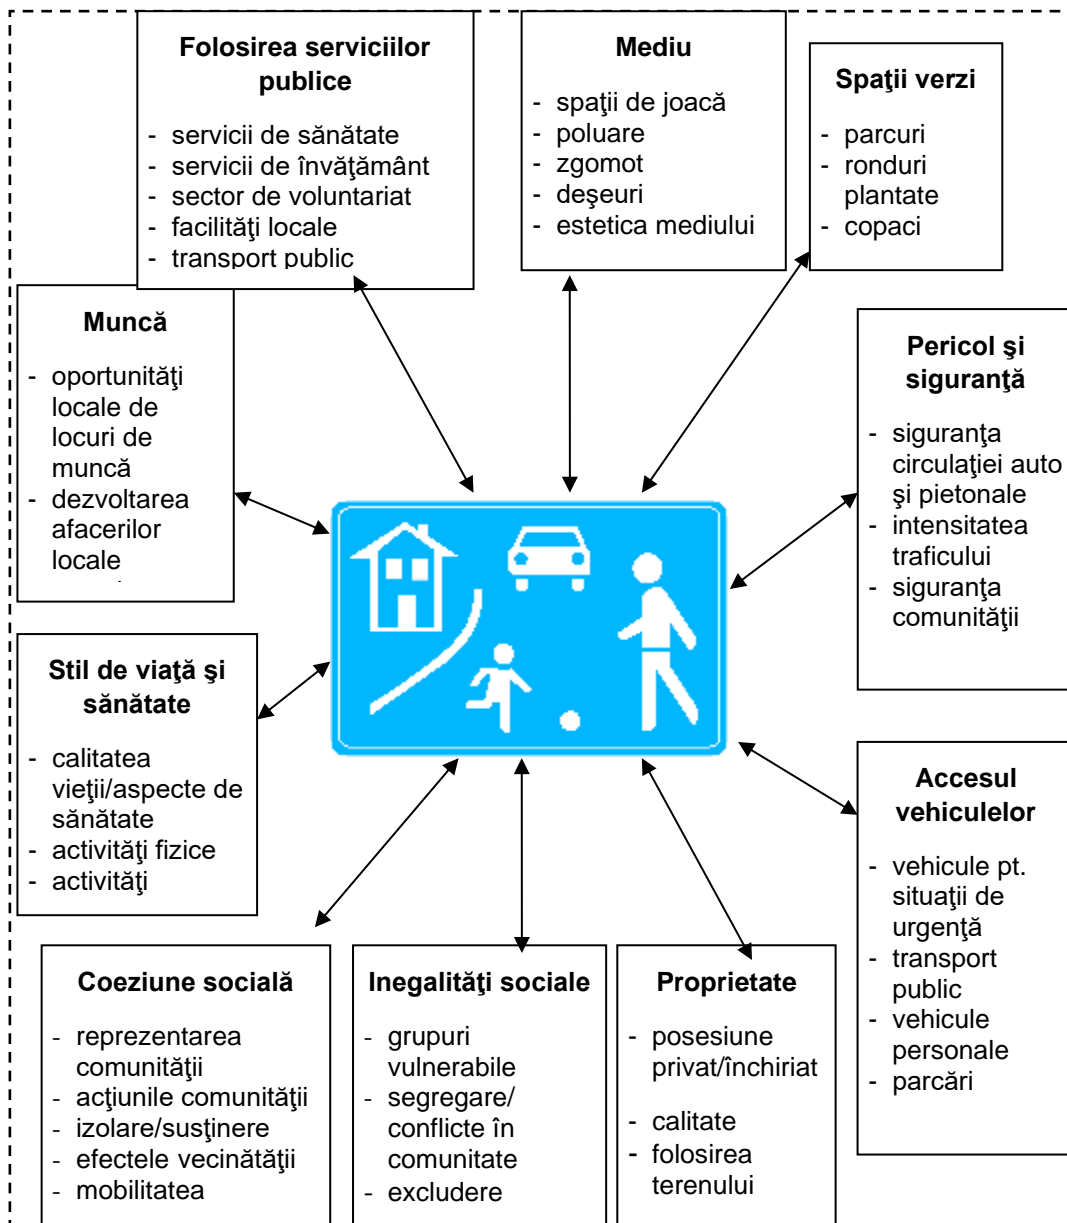 Folosirea serviciilor
publice
- servicii de sănătate
- servicii de învăţământ
- sector de voluntariat
- facilităţi locale
- transport public
Mediu
- spaţii de joacă
- poluare
- zgomot
- deşeuri
- estetica mediului
Spaţii verzi
- parcuri
- ronduri
plantate
- copaci
Muncă
- oportunităţi
locale de
locuri de
muncă
- dezvoltarea
afacerilor
locale
Pericol şi
siguranţă
- siguranţa
circulaţiei auto
şi pietonale
- intensitatea
traficului
- siguranţa
comunităţii
Stil de viaţă şi
sănătate
- calitatea
vieţii/aspecte de
sănătate
- activităţi fizice
- activităţi
Accesul
vehiculelor
- vehicule pt.
situaţii de
urgenţă
- transport
public
- vehicule
personale
- parcări
Coeziune socială
- reprezentarea
comunităţii
- acţiunile comunităţii
- izolare/susţinere
- efectele vecinătăţii
- mobilitatea
Inegalităţi sociale
- grupuri
vulnerabile
- segregare/
conflicte în
comunitate
- excludere
Proprietate
- posesiune
privat/închiriat
- calitate
- folosirea
terenului